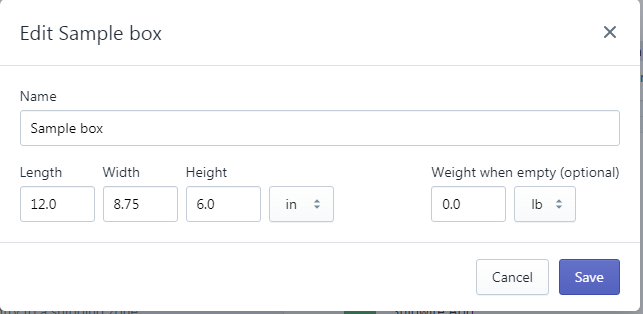 Edit Sample box
Name
Sample box
Length Width Height Weight when empty (optional)
12.0 8.75 6.0 in 0.0 lb
Cancel Save